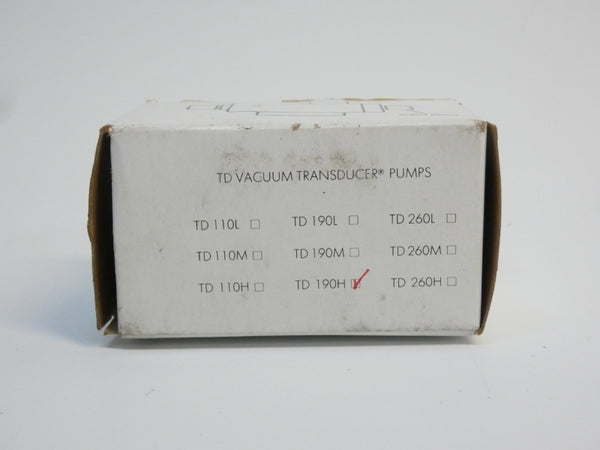 TD VACUUM TRANSDUCER® PUMPS
TD 110L ☐ TD 190L ☐ TD 260L ☐
TD 110M ☐ TD 190M ☐ TD 260M ☐
TD 110H ☐ TD 190H ☑ TD 260H ☐